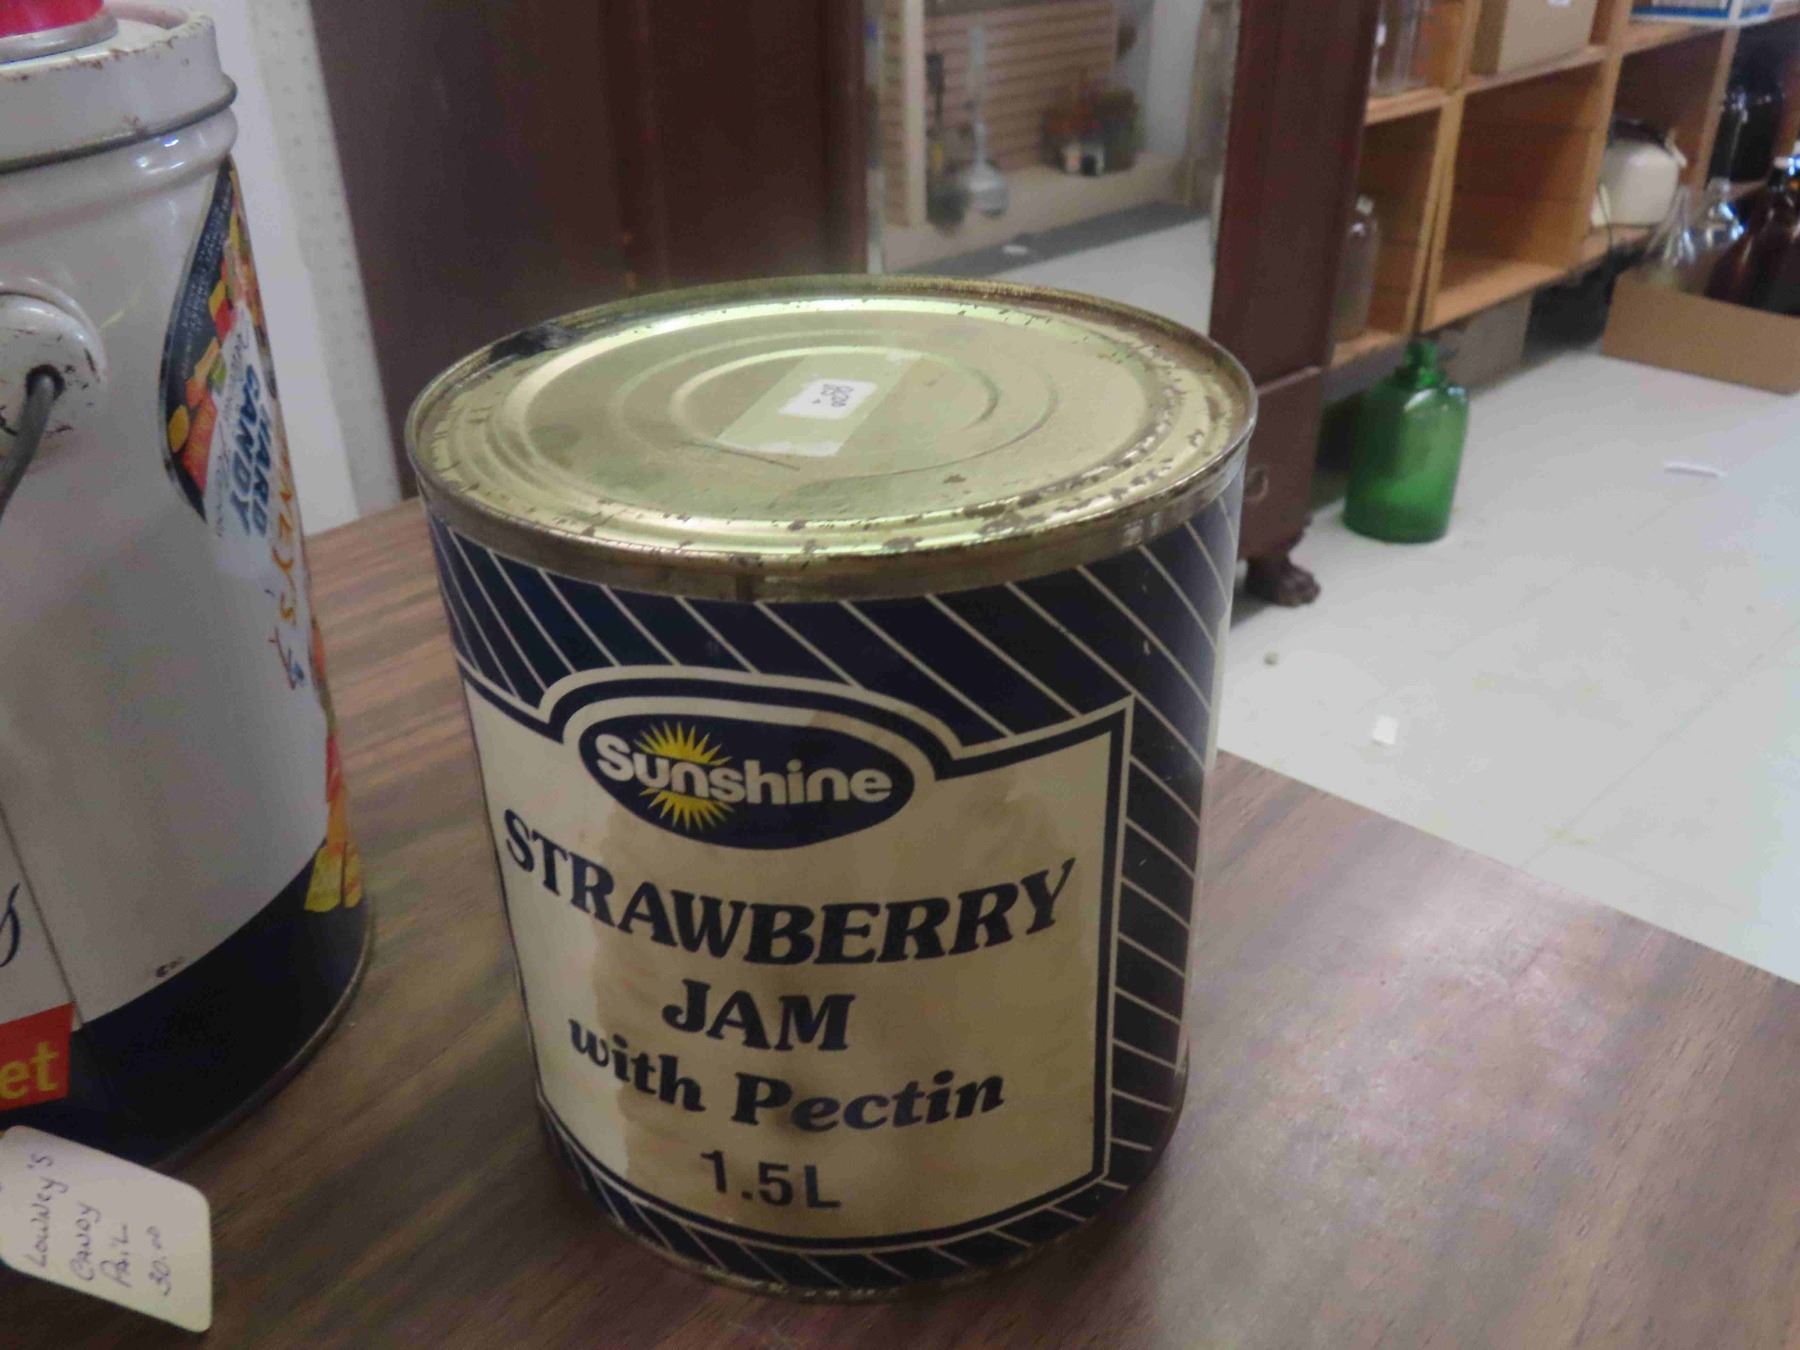 Sunshine
STRAWBERRY
JAM
with Pectin
1.5L
HARD
CANDY
et
Lowney's
Candy
Pail
30.00